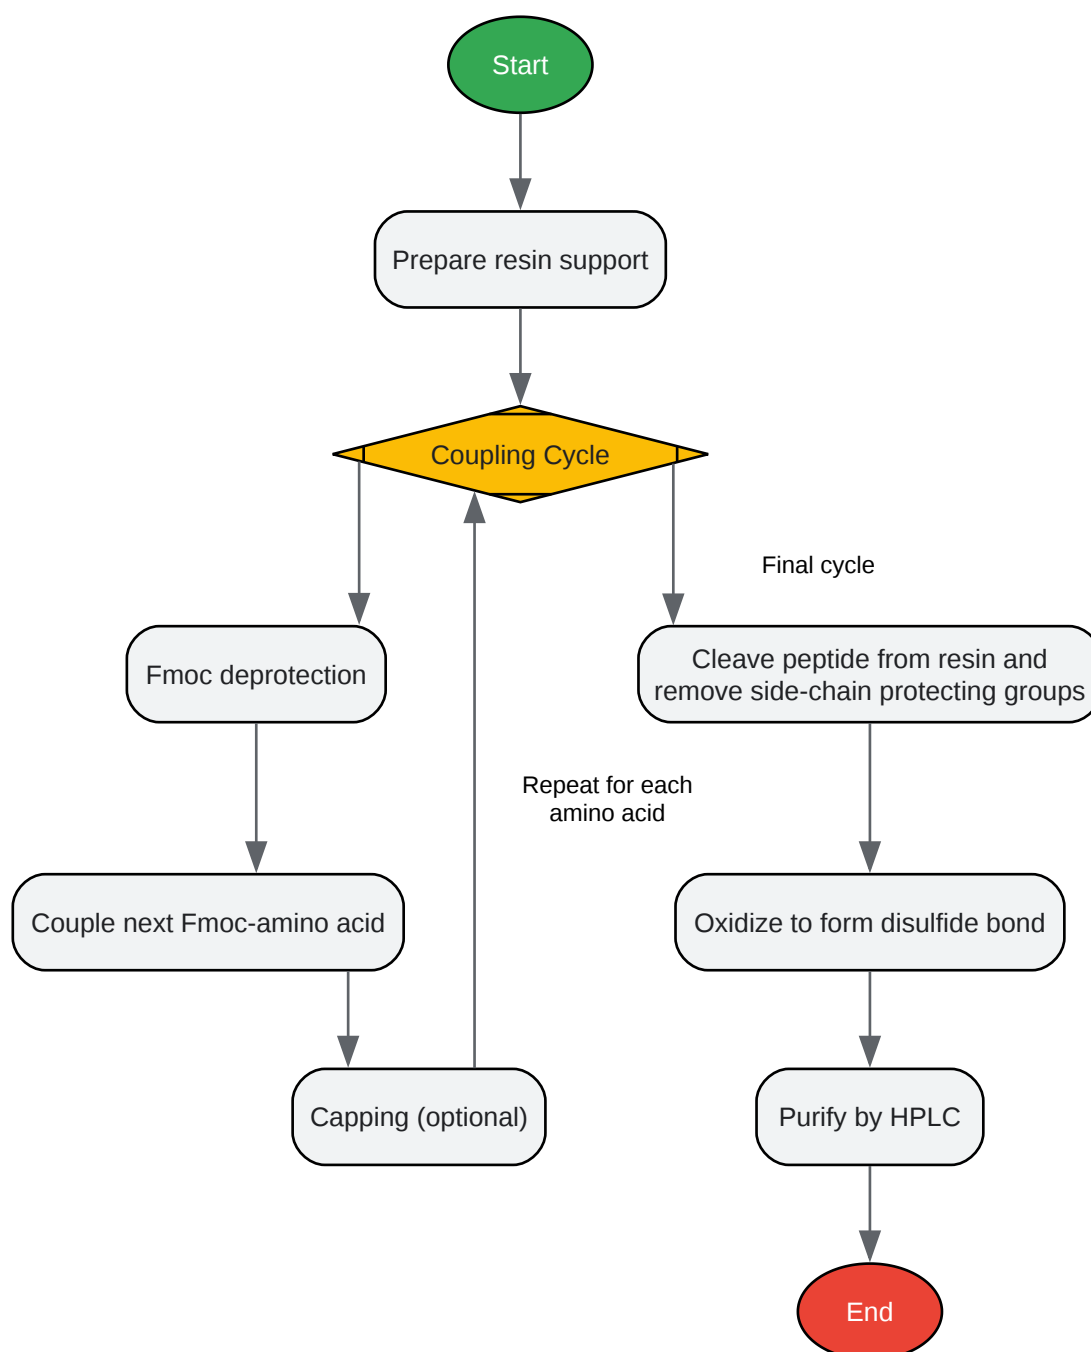 Start
Prepare resin support
Coupling Cycle
Final cycle
Fmoc deprotection
Cleave peptide from resin and
remove side-chain protecting groups
Repeat for each
amino acid
Couple next Fmoc-amino acid
Oxidize to form disulfide bond
Capping (optional)
Purify by HPLC
End